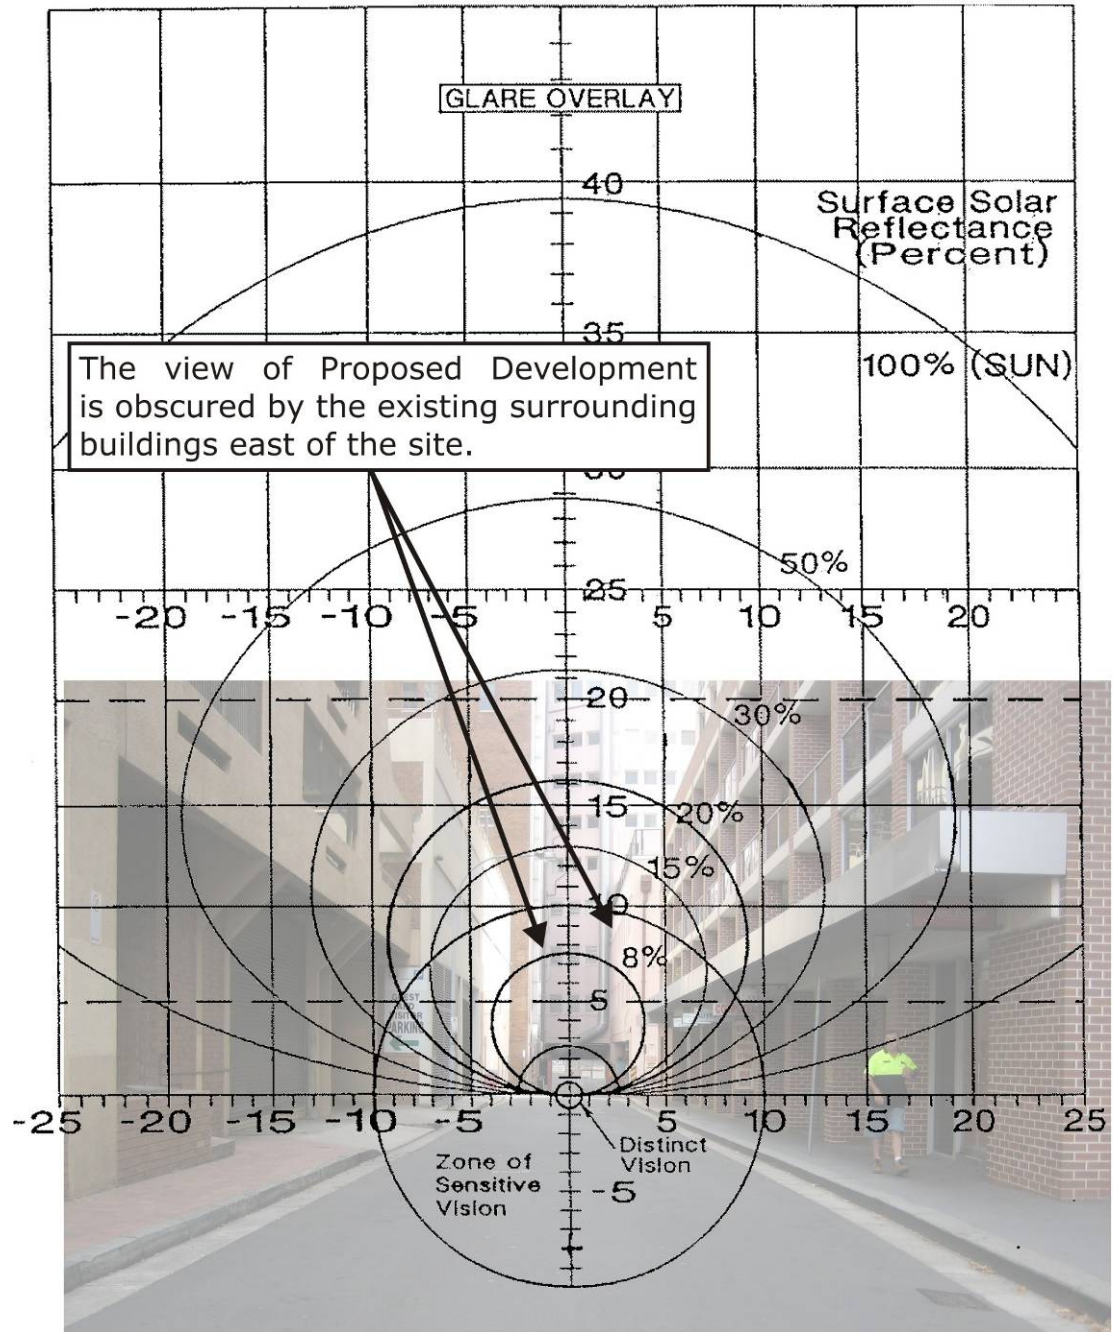 GLARE OVERLAY
40
Surface Solar
Reflectance
(Percent)
35
100% (SUN)
The view of Proposed Development
is obscured by the existing surrounding
buildings east of the site.
50%
25
-20 -15 -10 -5 5 10 15 20
20
30%
15
20%
15%
10
8%
5
PARKING
-25 -20 -15 -10 -5 5 10 15 20 25
Distinct
Vision
Zone of
Sensitive
Vision
-5